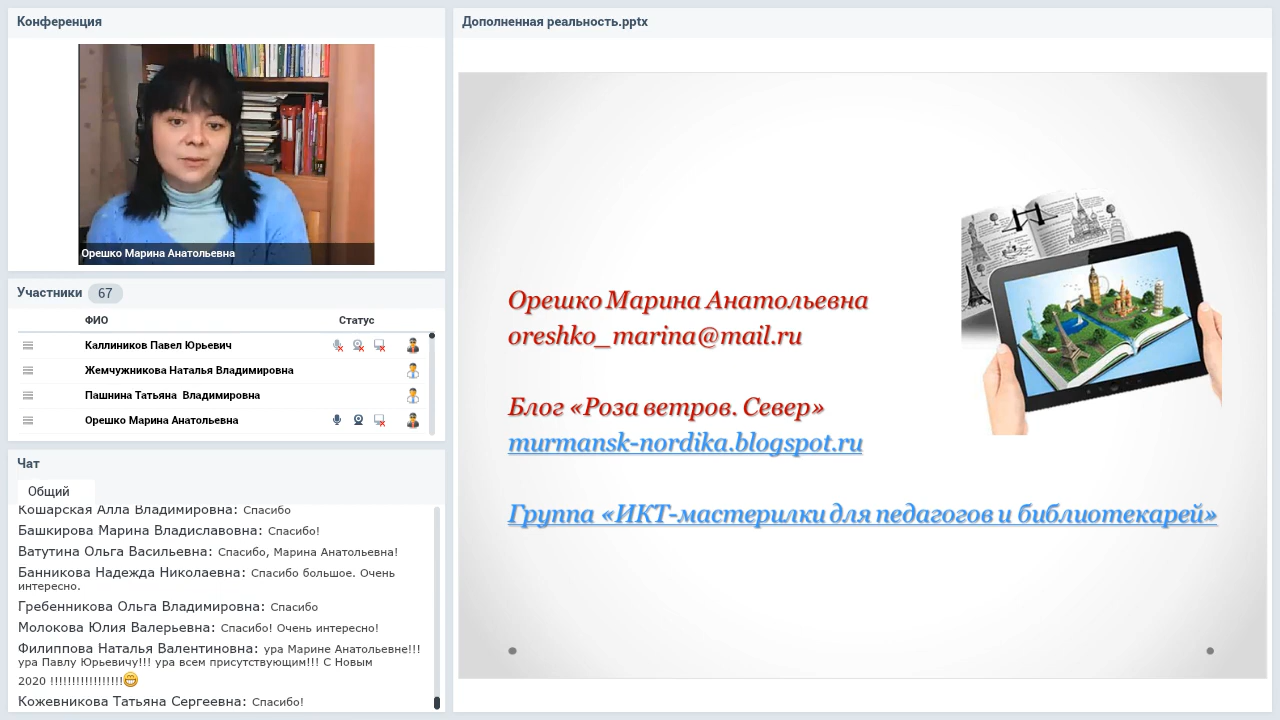 Конференция
Орешко Марина Анатольевна
Участники 67
ФИО Статус
Каллиников Павел Юрьевич
Жемчужникова Наталья Владимировна
Пашнина Татьяна Владимировна
Орешко Марина Анатольевна
Чат
Общий
Кошарская Алла Владимировна: Спасибо
Башкирова Марина Владиславовна: Спасибо!
Ватутина Ольга Васильевна: Спасибо, Марина Анатольевна!
Банникова Надежда Николаевна: Спасибо большое. Очень
интересно.
Гребенникова Ольга Владимировна: Спасибо
Молокова Юлия Валерьевна: Спасибо! Очень интересно!
Филиппова Наталья Валентиновна: ура Марине Анатольевне!!!
ура Павлу Юрьевичу!!! ура всем присутствующим!!! С Новым
2020 !!!!!!!!!!!!!!!!!
Кожевникова Татьяна Сергеевна: Спасибо!
Дополненная реальность.pptx
Орешко Марина Анатольевна
oreshko_marina@mail.ru
Блог «Роза ветров. Север»
murmansk-nordika.blogspot.ru
Группа «ИКТ-мастерилки для педагогов и библиотекарей»